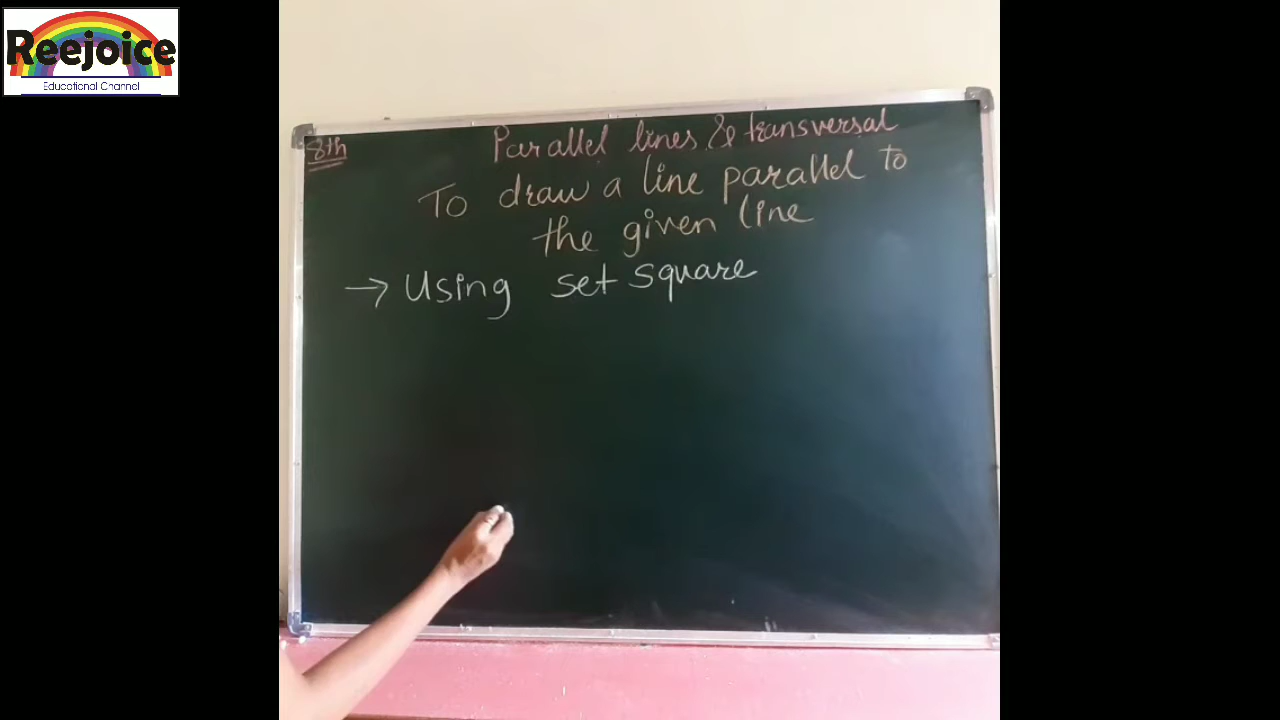 Reejoice
Educational Channel
8th
Parallel lines & transversal
To draw a line parallel to
the given line
→ Using set square